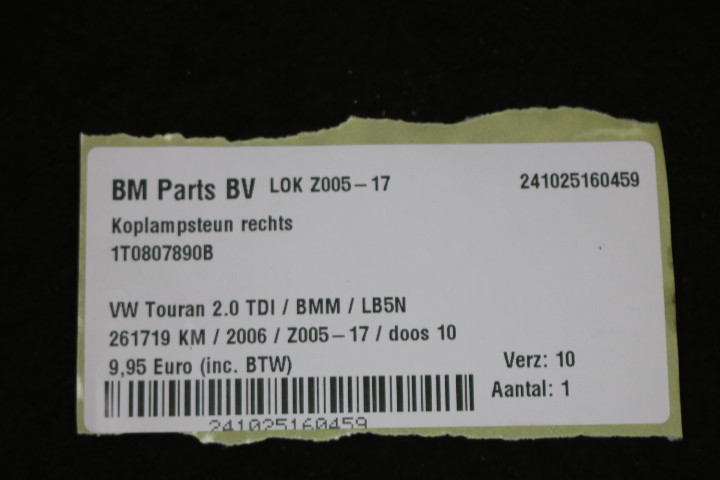 BM Parts BV LOK Z005-17 241025160459
Koplampsteun rechts
1T0807890B
VW Touran 2.0 TDI / BMM / LB5N
261719 KM / 2006 / Z005-17 / doos 10
9,95 Euro (inc. BTW) Verz: 10
Aantal: 1
241025160459